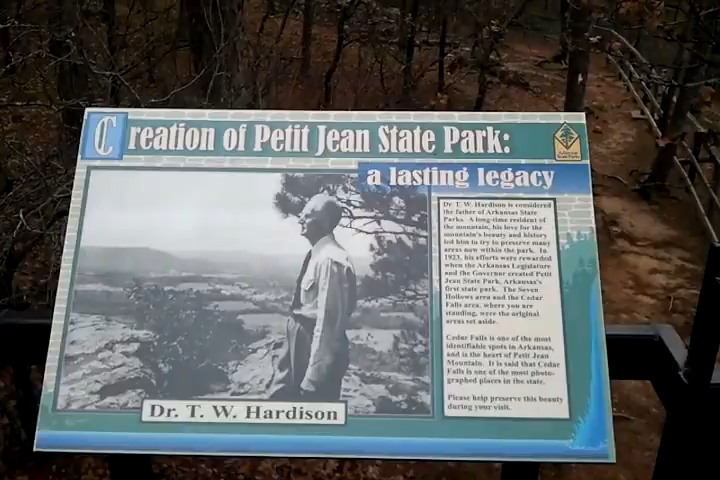 Creation of Petit Jean State Park:
a lasting legacy
Dr. T. W. Hardison is considered
the father of Arkansas State
Parks. A long-time resident of
the mountain, his love for the
mountain's beauty and history
led him to try to preserve many
areas now within the park. In
1923, his efforts were rewarded
when the Arkansas Legislature
and the Governor created Petit
Jean State Park, Arkansas's
first state park. The Seven
Hollows area and the Cedar
Falls area, where you are
standing, were the original
areas set aside.
Cedar Falls is one of the most
identifiable spots in Arkansas,
and is the heart of Petit Jean
Mountain. It is said that Cedar
Falls is one of the most photo-
graphed places in the state.
Please help preserve this beauty
during your visit.
Dr. T. W. Hardison